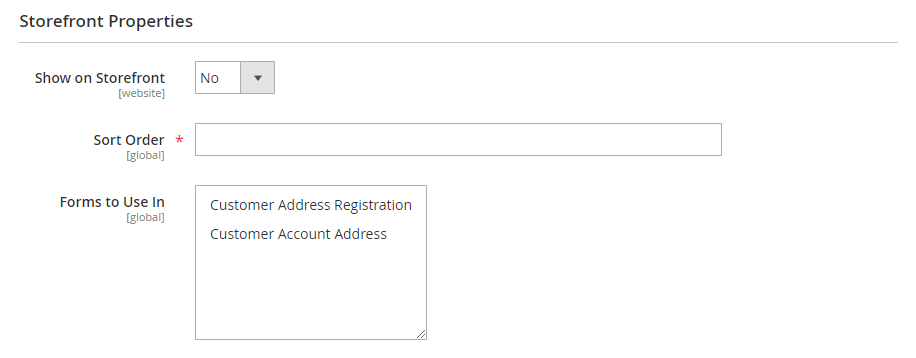 Storefront Properties
Show on Storefront
[website]
No
Sort Order *
[global]
Forms to Use In
[global]
Customer Address Registration
Customer Account Address